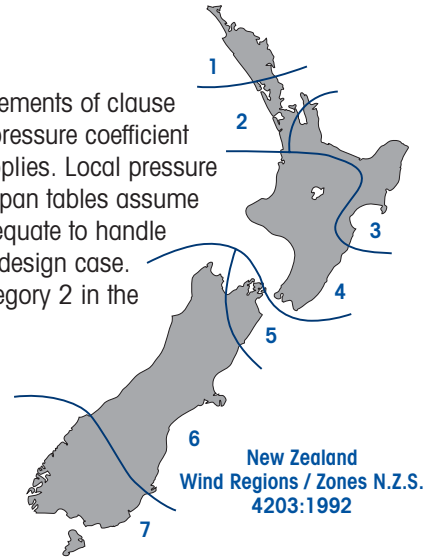 1
ements of clause
pressure coefficient
plies. Local pressure
pan tables assume
equate to handle
design case.
egory 2 in the
2
3
4
5
6
7
New Zealand
Wind Regions / Zones N.Z.S.
4203:1992